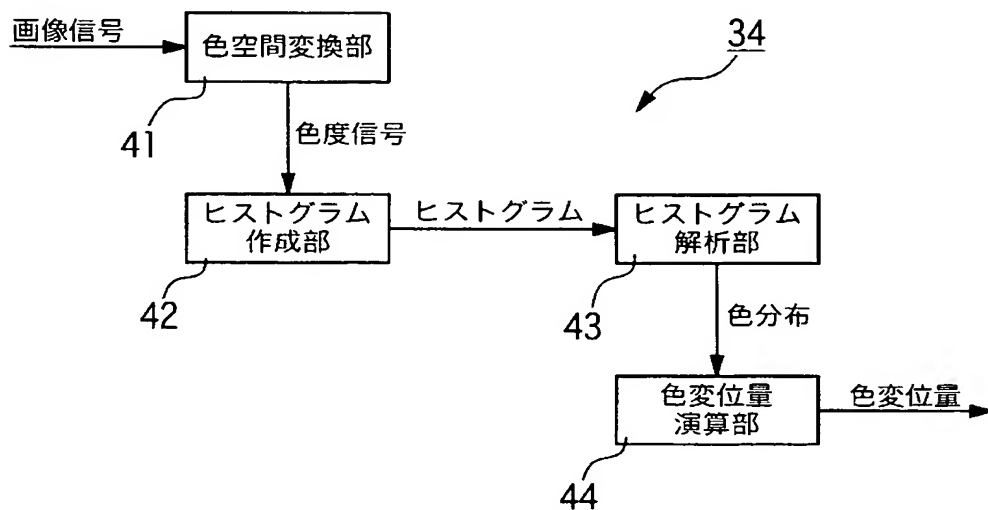 画像信号
色空間変換部
34
41
色度信号
ヒストグラム
作成部
ヒストグラム
ヒストグラム
解析部
42
43
色分布
色変位量
演算部
色変位量
44